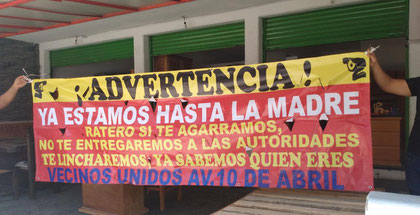 ¡ADVERTENCIA!
YA ESTAMOS HASTA LA MADRE
RATERO SI TE AGARRAMOS,
NO TE ENTREGAREMOS A LAS AUTORIDADES
TE LINCHAREMOS, YA SABEMOS QUIEN ERES
VECINOS UNIDOS AV. 10 DE ABRIL